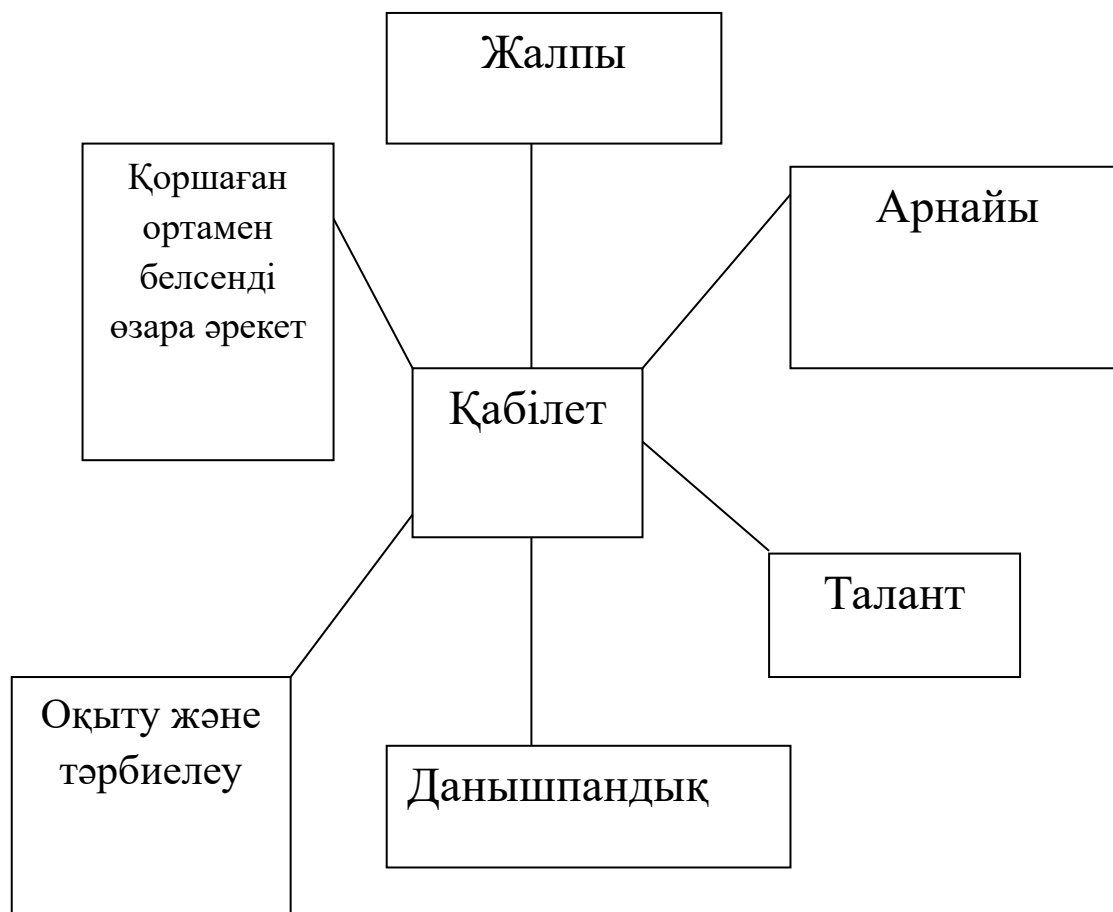 Жалпы
Қоршаған
ортамен
белсенді
өзара әрекет
Арнайы
Қабілет
Талант
Оқыту және
тәрбиелеу
Данышпандық